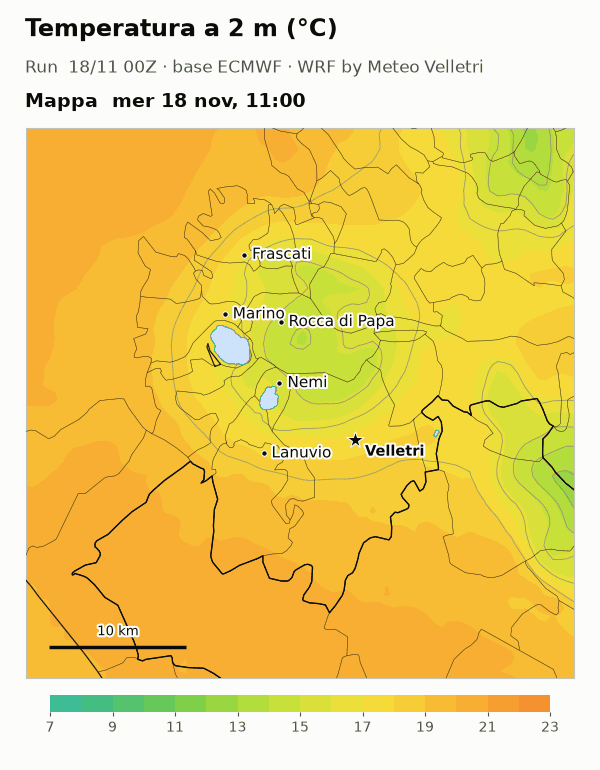 Temperatura a 2 m (°C)
Run  18/11 00Z · base ECMWF · WRF by Meteo Velletri
Mappa  mer 18 nov, 11:00
Frascati
Marino
Rocca di Papa
Nemi
Lanuvio
Velletri
10 km
7 9 11 13 15 17 19 21 23